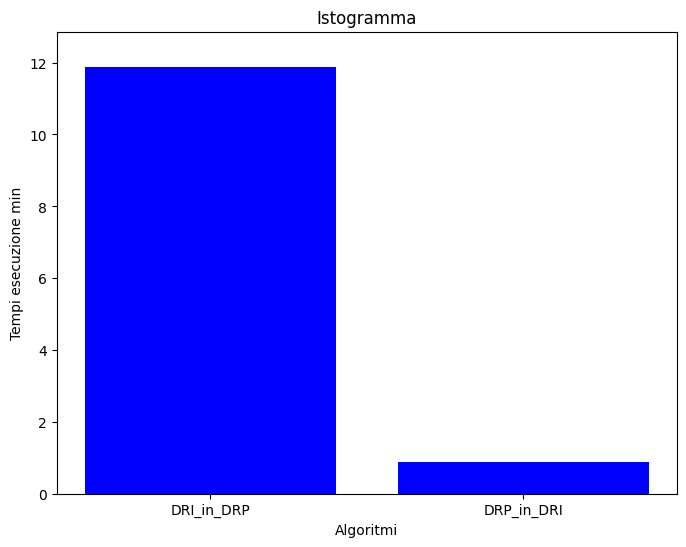 Istogramma
Tempi esecuzione min
12
10
8
6
4
2
0
DRI_in_DRP
DRP_in_DRI
Algoritmi